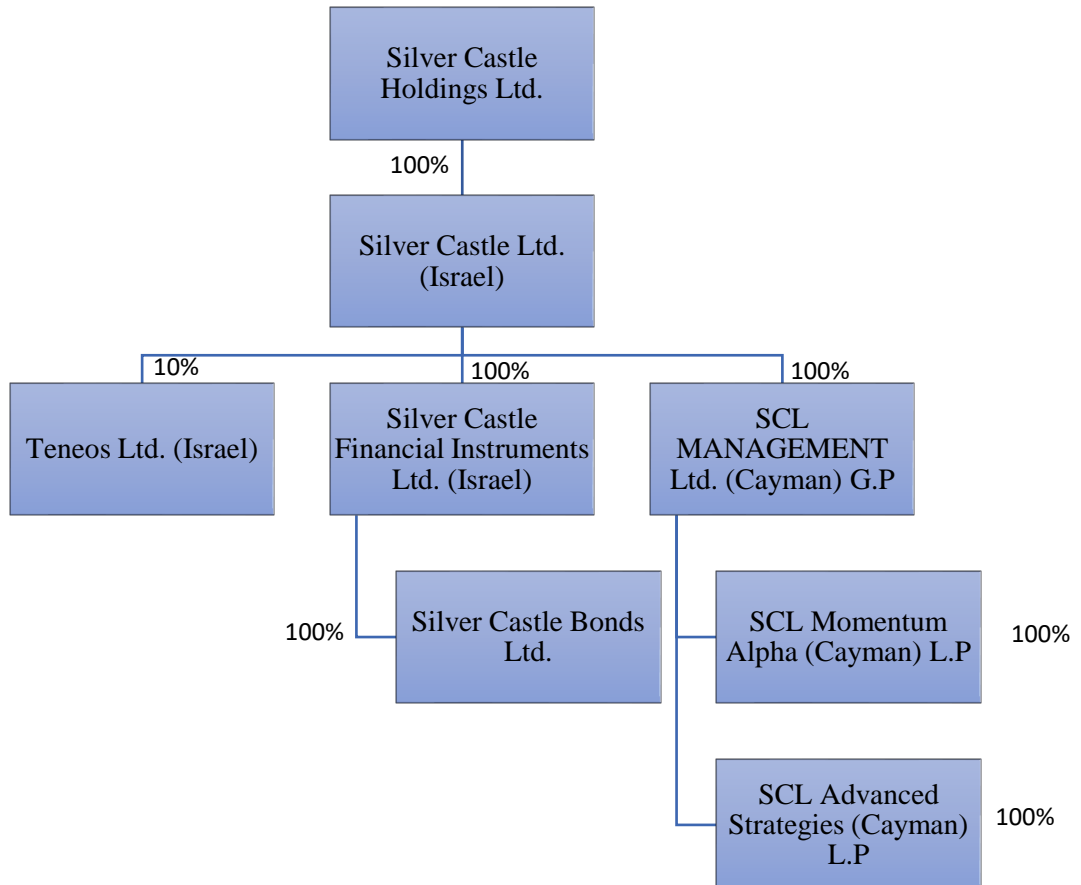 Silver Castle
Holdings Ltd.
100%
Silver Castle Ltd.
(Israel)
10%
100%
100%
Teneos Ltd. (Israel)
Silver Castle
Financial Instruments
Ltd. (Israel)
SCL
MANAGEMENT
Ltd. (Cayman) G.P
100%
Silver Castle Bonds
Ltd.
SCL Momentum
Alpha (Cayman) L.P
100%
SCL Advanced
Strategies (Cayman)
L.P
100%